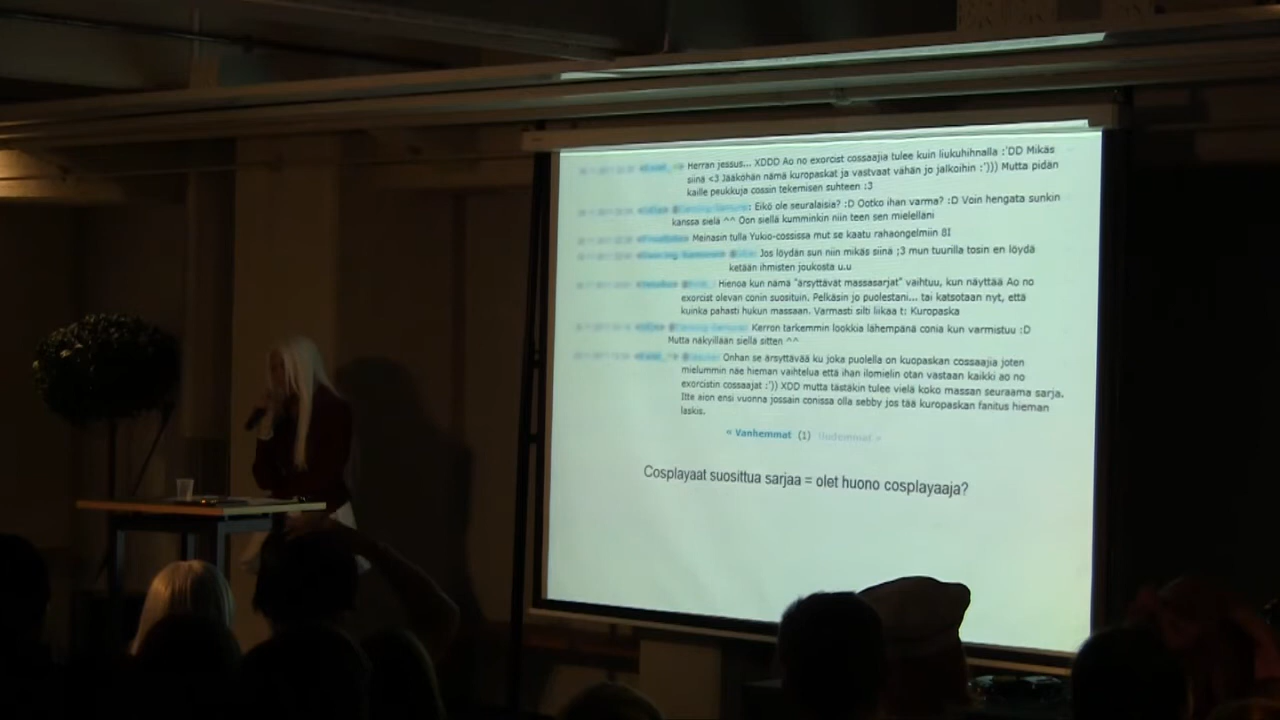 Herran jessus... XDDD Ao no exorcist cossaajia tulee kuin liukuhihnalla :'DD Mikäs
siinä <3 Jääköhän nämä kuropaskat ja vastvaat vähän jo jalkoihin :'))) Mutta pidän
kaille peukkuja cossin tekemisen suhteen :3
Eikö ole seuralaisia? :D Ootko ihan varma? :D Voin hengata sunkin
kanssa sielä ^^ Oon siellä kumminkin niin teen sen mielelläni
Meinasin tulla Yukio-cossissa mut se kaatu rahaongelmiin 8I
Jos löydän sun niin mikäs siinä ;3 mun tuurilla tosin en löydä
ketään ihmisten joukosta u.u
Hienoa kun nämä "ärsyttävät massasarjat" vaihtuu, kun näyttää Ao no
exorcist olevan conin suosituin. Pelkäsin jo puolestani... tai katsotaan nyt, että
kuinka pahasti hukun massaan. Varmasti silti liikaa t: Kuropaska
Kerron tarkemmin lookkia lähempänä conia kun varmistuu :D
Mutta näkyillään siellä sitten ^^
Onhan se ärsyttävää ku joka puolella on kuopaskan cossaajia joten
mielummin näe hieman vaihtelua että ihan ilomielin otan vastaan kaikki ao no
exorcistin cossaajat :')) XDD mutta tästäkin tulee vielä koko massan seuraama sarja.
Itte aion ensi vuonna jossain conissa olla sebby jos tää kuropaskan fanitus hieman
laskis.
« Vanhemmat (1) Uudemmat »
Cosplayaat suosittua sarjaa = olet huono cosplayaaja?